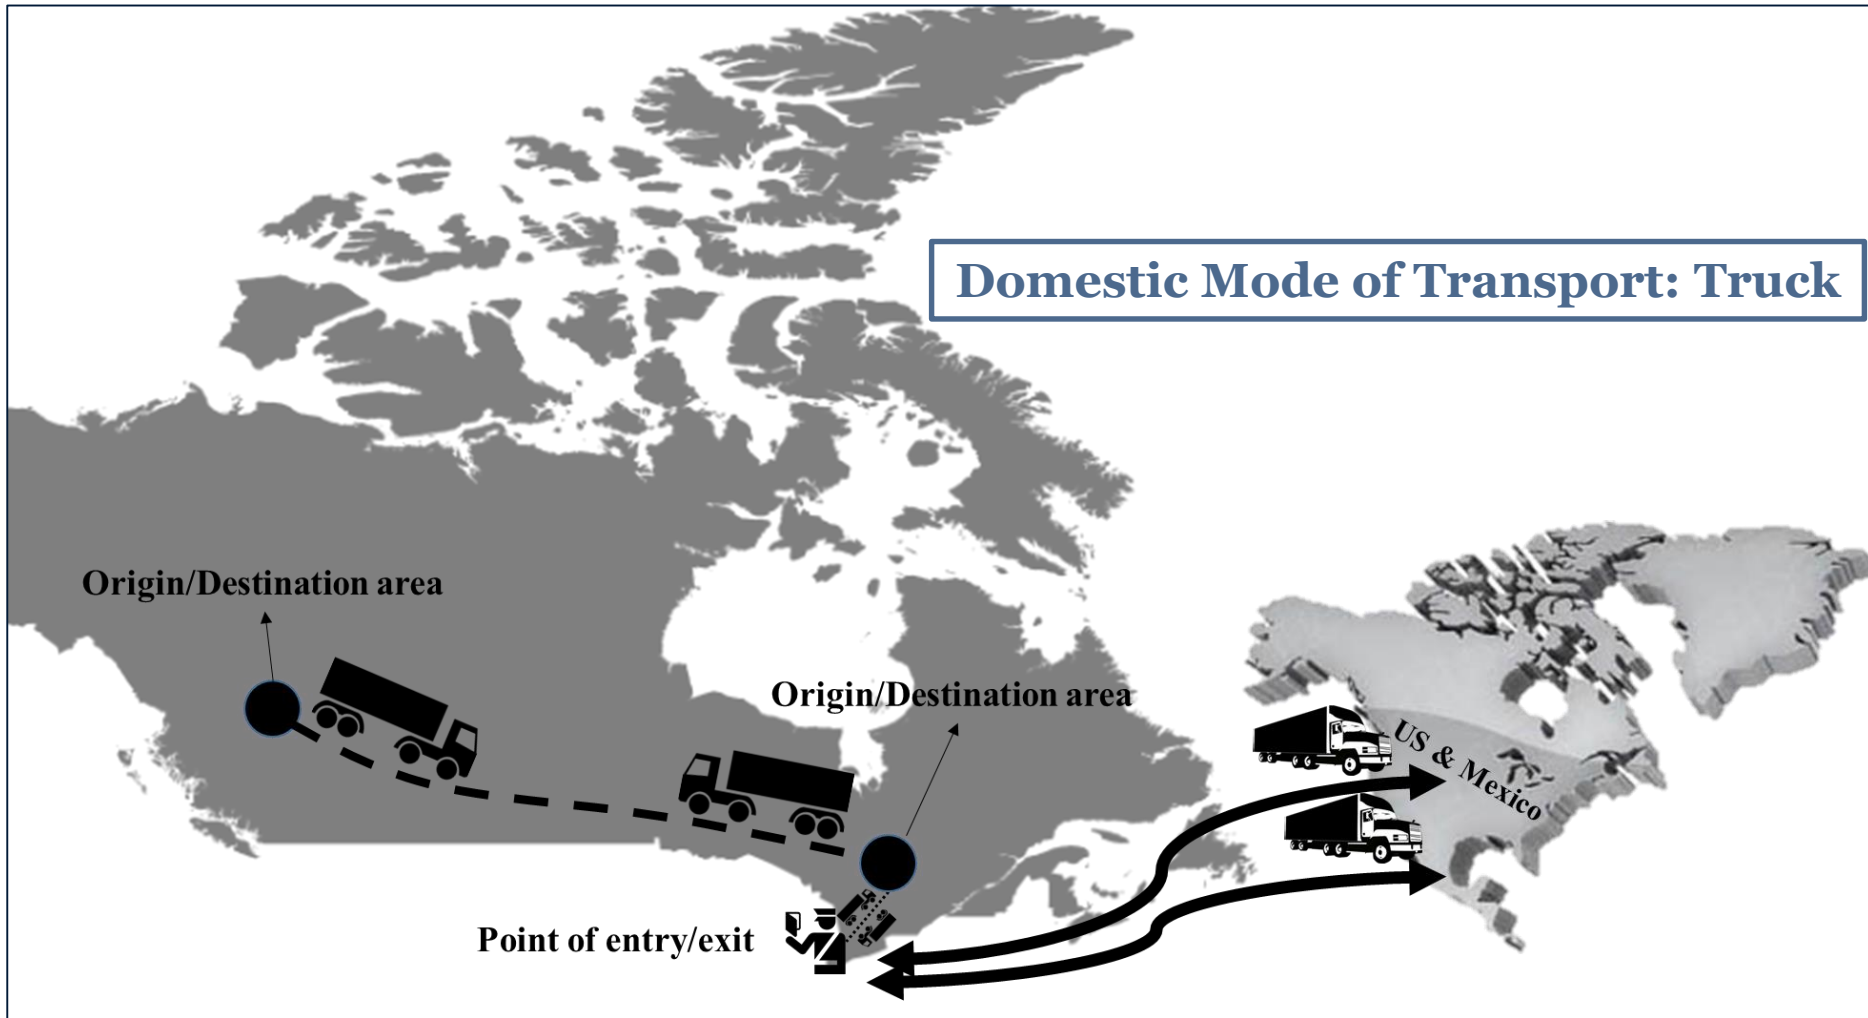 Domestic Mode of Transport: Truck
Origin/Destination area
Origin/Destination area
US & Mexico
Point of entry/exit